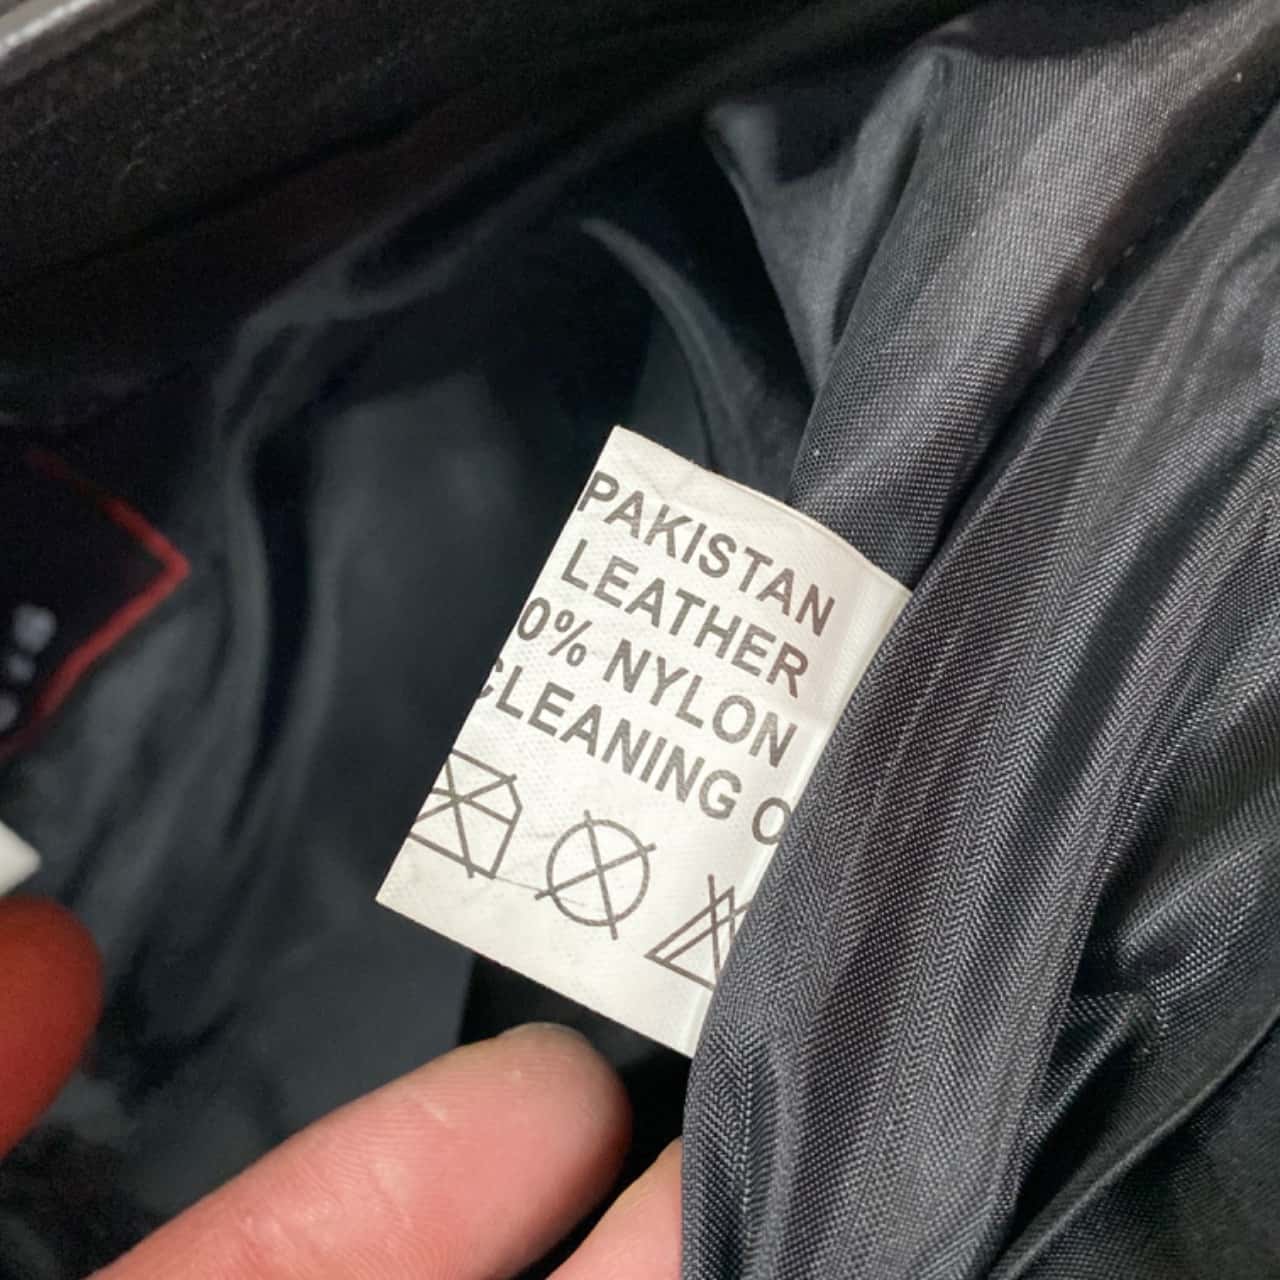 PAKISTAN
LEATHER
0% NYLON
CLEANING O